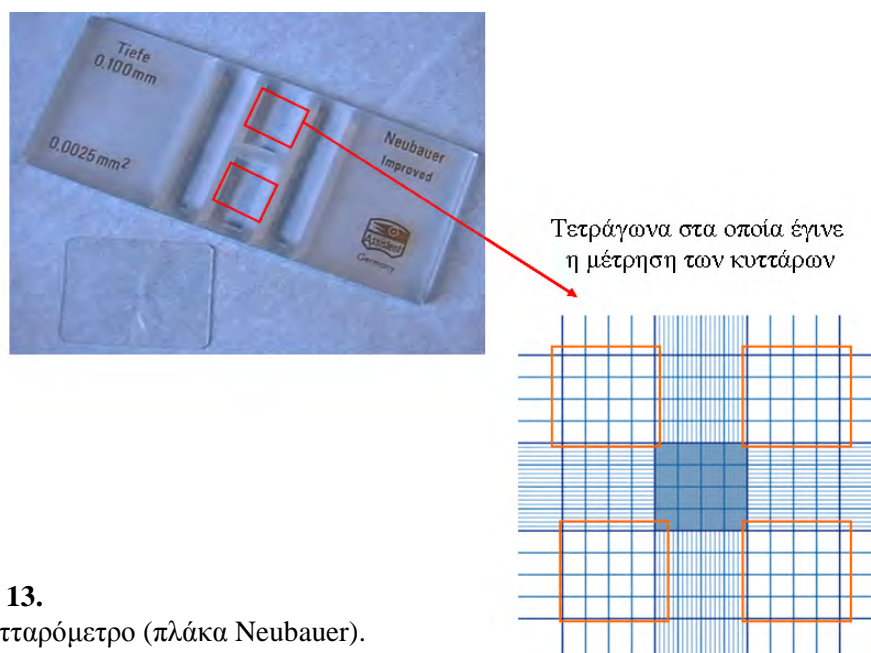 Tiefe
0,100mm
0,0025mm²
Neubauer
Improved
Assistent
Germany
Τετράγωνα στα οποία έγινε
η μέτρηση των κυττάρων
13.
τταρόμετρο (πλάκα Neubauer).